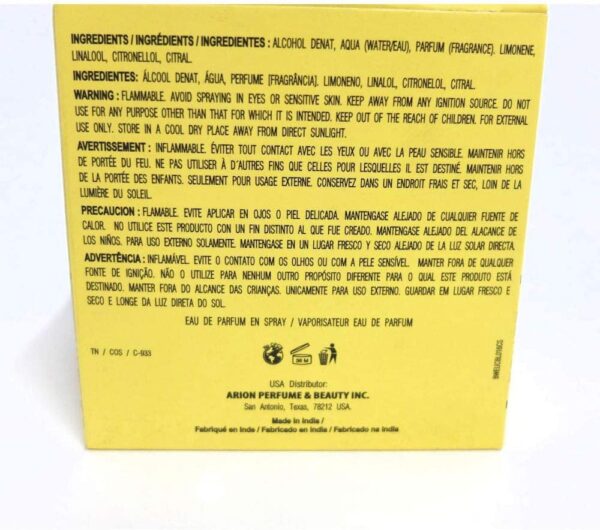 INGREDIENTS / INGRÉDIENTS / INGREDIENTES : ALCOHOL DENAT, AQUA (WATER/EAU), PARFUM (FRAGRANCE). LIMONENE,
LINALOOL, CITRONELLOL, CITRAL.
INGREDIENTES: ÁLCOOL DENAT, ÁGUA, PERFUME [FRAGRÂNCIA]. LIMONENO, LINALOL, CITRONELOL, CITRAL.
WARNING : FLAMMABLE. AVOID SPRAYING IN EYES OR SENSITIVE SKIN. KEEP AWAY FROM ANY IGNITION SOURCE. DO NOT
USE FOR ANY PURPOSE OTHER THAN THAT FOR WHICH IT IS INTENDED. KEEP OUT OF THE REACH OF CHILDREN. FOR EXTERNAL
USE ONLY. STORE IN A COOL DRY PLACE AWAY FROM DIRECT SUNLIGHT.
AVERTISSEMENT : INFLAMMABLE. ÉVITER TOUT CONTACT AVEC LES YEUX OU AVEC LA PEAU SENSIBLE. MAINTENIR HORS
DE PORTÉE DU FEU. NE PAS UTILISER À D'AUTRES FINS QUE CELLES POUR LESQUELLES IL EST DESTINÉ. MAINTENIR HORS
DE LA PORTÉE DES ENFANTS. SEULEMENT POUR USAGE EXTERNE. CONSERVEZ DANS UN ENDROIT FRAIS ET SEC, LOIN DE LA
LUMIÈRE DU SOLEIL.
PRECAUCION : FLAMABLE. EVITE APLICAR EN OJOS O PIEL DELICADA. MANTENGASE ALEJADO DE CUALQUIER FUENTE DE
CALOR. NO UTILICE ESTE PRODUCTO CON UN FIN DISTINTO AL QUE FUE CREADO. MANTENGASE ALEJADO DEL ALACANCE DE
LOS NIÑOS. PARA USO EXTERNO SOLAMENTE. MANTENGASE EN UN LUGAR FRESCO Y SECO ALEJADO DE LA LUZ SOLAR DIRECTA.
ADVERTÊNCIA : INFLAMÁVEL. EVITE O CONTATO COM OS OLHOS OU COM A PELE SENSÍVEL. MANTER FORA DE QUALQUER
FONTE DE IGNIÇÃO. NÃO O UTILIZE PARA NENHUM OUTRO PROPÓSITO DIFERENTE PARA O QUAL ESTE PRODUTO ESTÁ
DESTINADO. MANTER FORA DO ALCANCE DAS CRIANÇAS. UNICAMENTE PARA USO EXTERNO. GUARDAR EM LUGAR FRESCO E
SECO E LONGE DA LUZ DIRETA DO SOL.
EAU DE PARFUM EN SPRAY / VAPORISATEUR EAU DE PARFUM
TN / COS / C-933
36 M
USA Distributor:
ARION PERFUME & BEAUTY INC.
San Antonio, Texas, 78212 USA.
Made in India /
Fabriqué en Inde / Fabricado en India / Fabricado na India